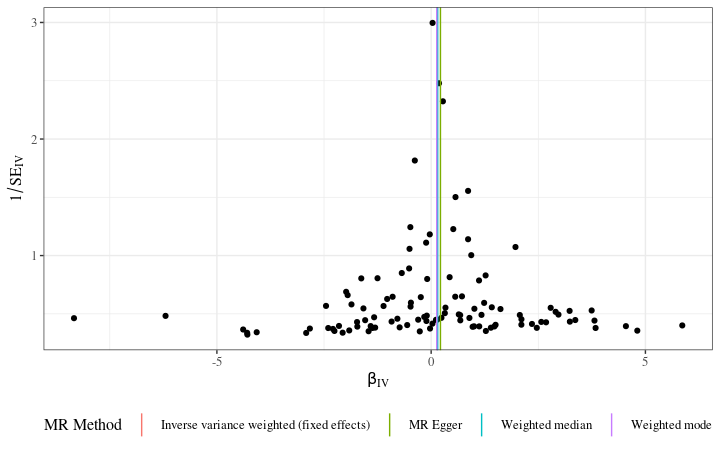 3
2
1
1/SE_IV
-5
0
5
β_IV
MR Method
Inverse variance weighted (fixed effects)
MR Egger
Weighted median
Weighted mode